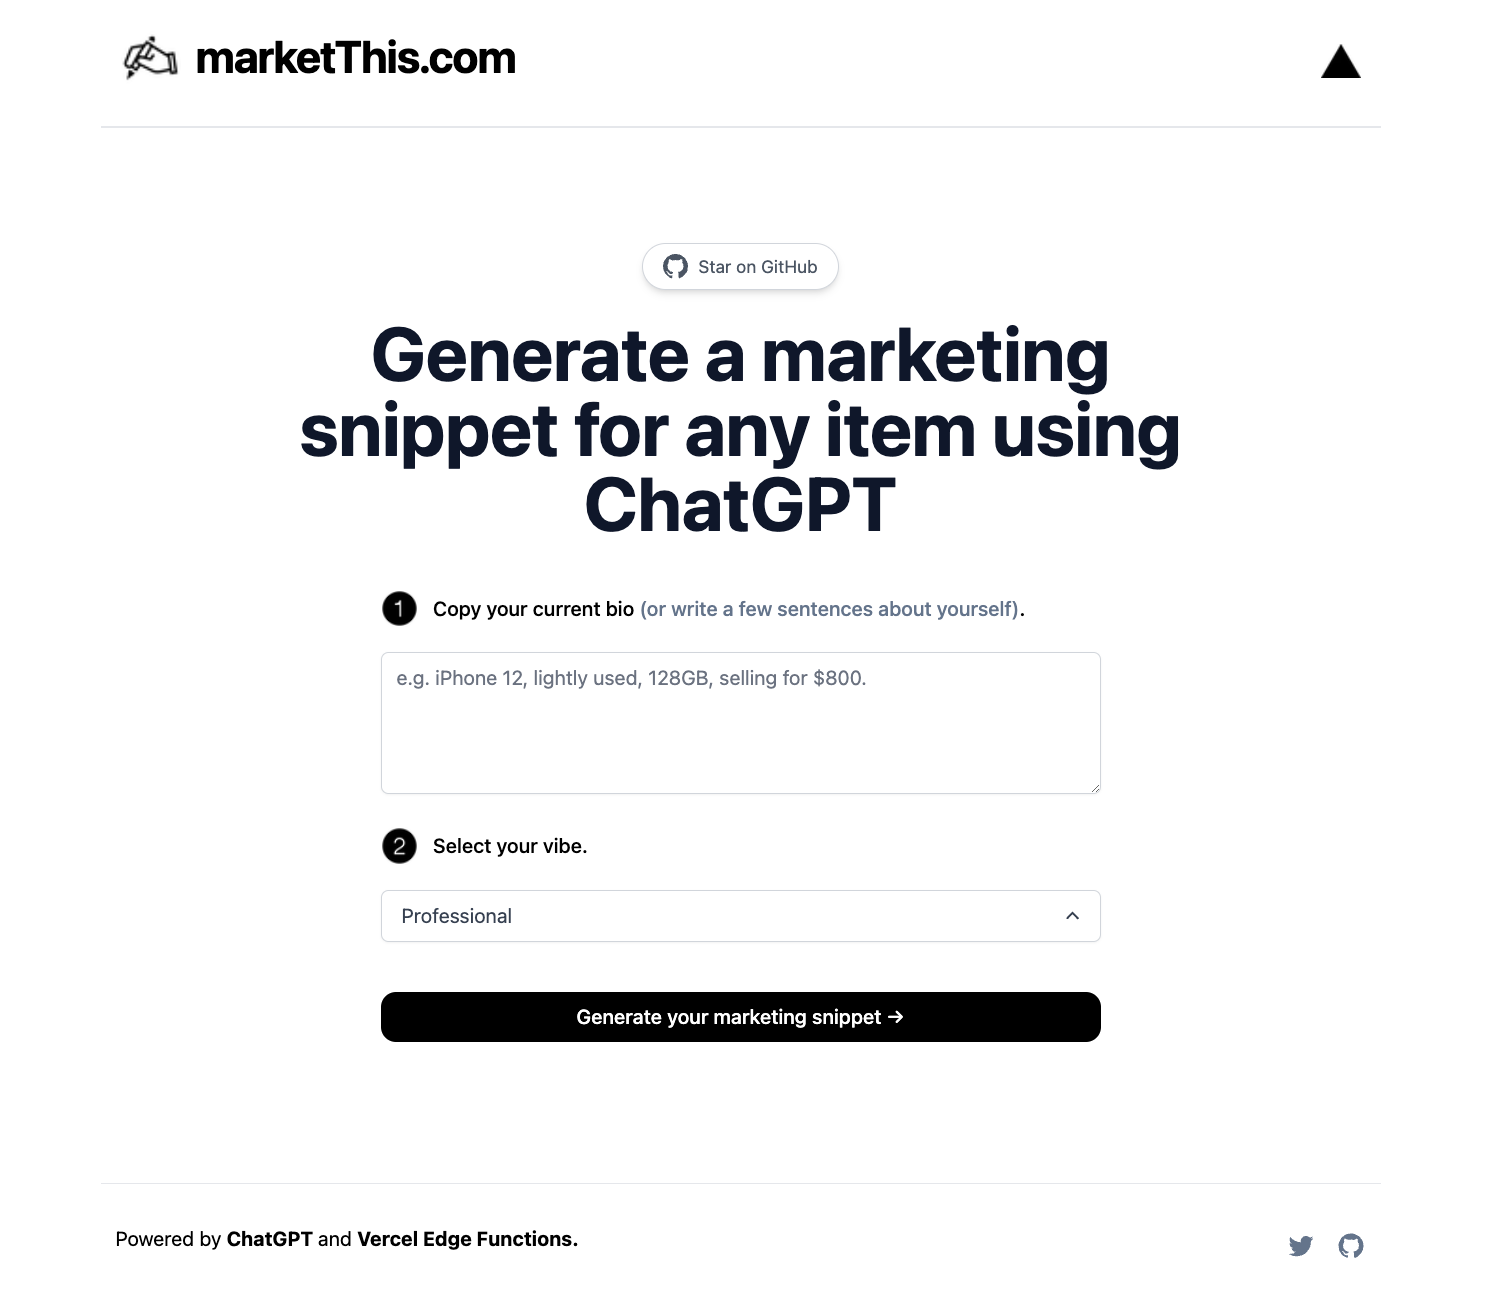 marketThis.com
Star on GitHub
Generate a marketing
snippet for any item using
ChatGPT
1 Copy your current bio (or write a few sentences about yourself).
e.g. iPhone 12, lightly used, 128GB, selling for $800.
2 Select your vibe.
Professional
Generate your marketing snippet →
Powered by ChatGPT and Vercel Edge Functions.